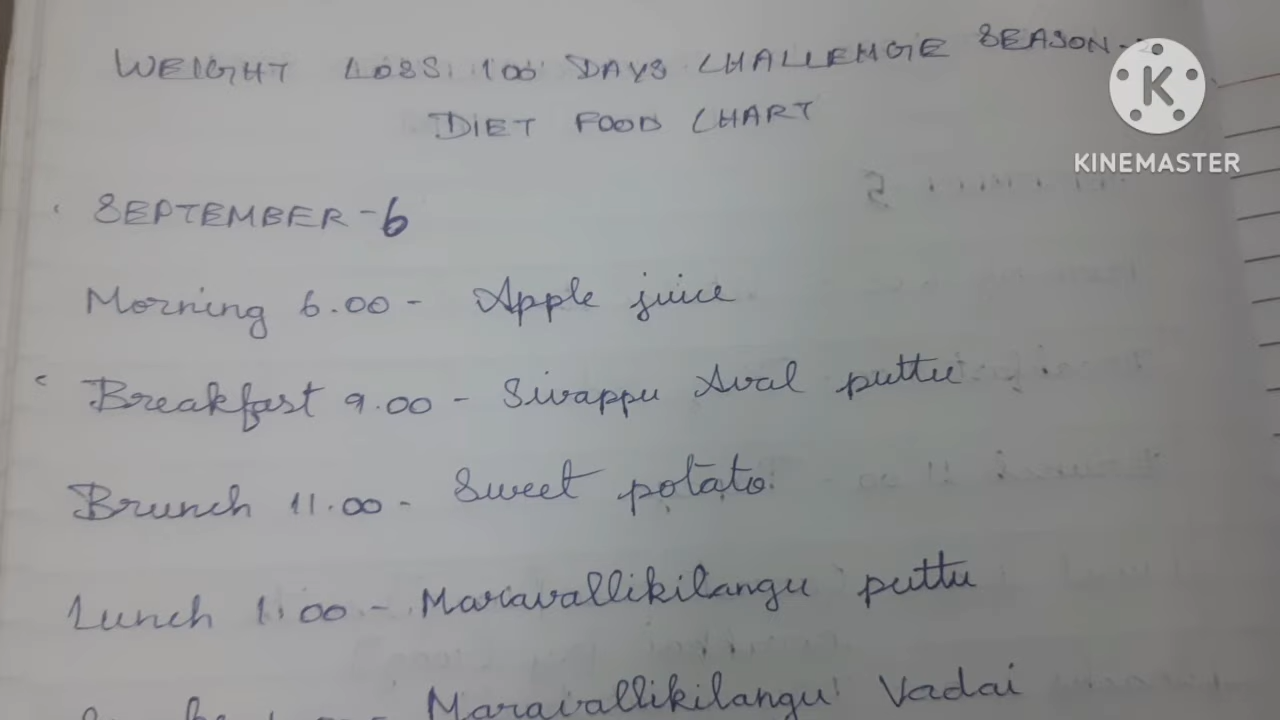 WEIGHT LOSS 100 DAYS CHALLENGE SEASON-
DIET FOOD CHART
K
KINEMASTER
SEPTEMBER-6
Morning 6.00 - Apple juice
Breakfast 9.00 - Sivappu Aval puttu
Brunch 11.00 - Sweet potato
Lunch 1.00 - Maravallikilangu puttu
Maravallikilangu Vadai